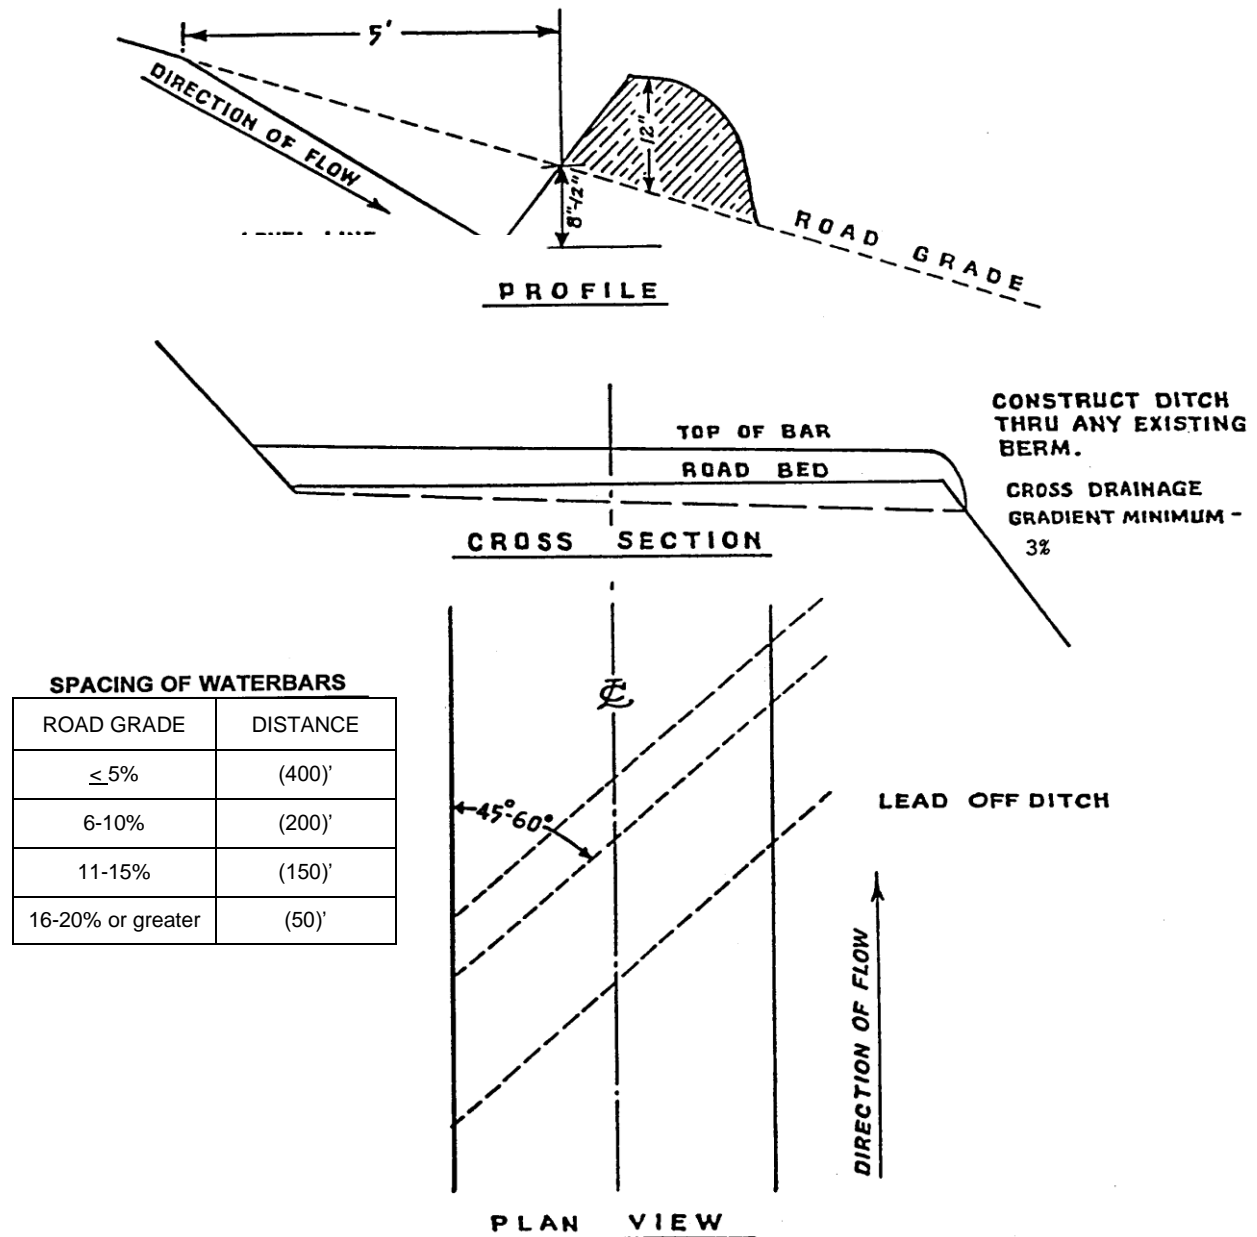 5'
DIRECTION OF FLOW
12"
8"-12"
ROAD GRADE
PROFILE
TOP OF BAR
ROAD BED
CONSTRUCT DITCH
THRU ANY EXISTING
BERM.
CROSS DRAINAGE
GRADIENT MINIMUM -
3%
CROSS SECTION
SPACING OF WATERBARS
ROAD GRADE DISTANCE
< 5% (400)'
6-10% (200)'
11-15% (150)'
16-20% or greater (50)'
℄
45°-60°
LEAD OFF DITCH
DIRECTION OF FLOW
PLAN VIEW